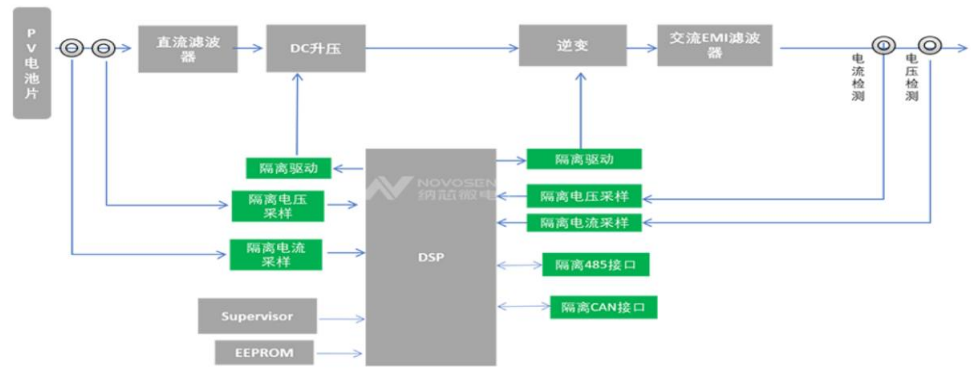 PV电池片
直流滤波
器
DC升压
逆变
交流EMI滤波
器
电流检测
电压检测
隔离驱动
隔离驱动
NOVOSEN
纳芯微电
隔离电压
采样
隔离电压采样
隔离电流采样
隔离电流
采样
DSP
隔离485接口
隔离CAN接口
Supervisor
EEPROM